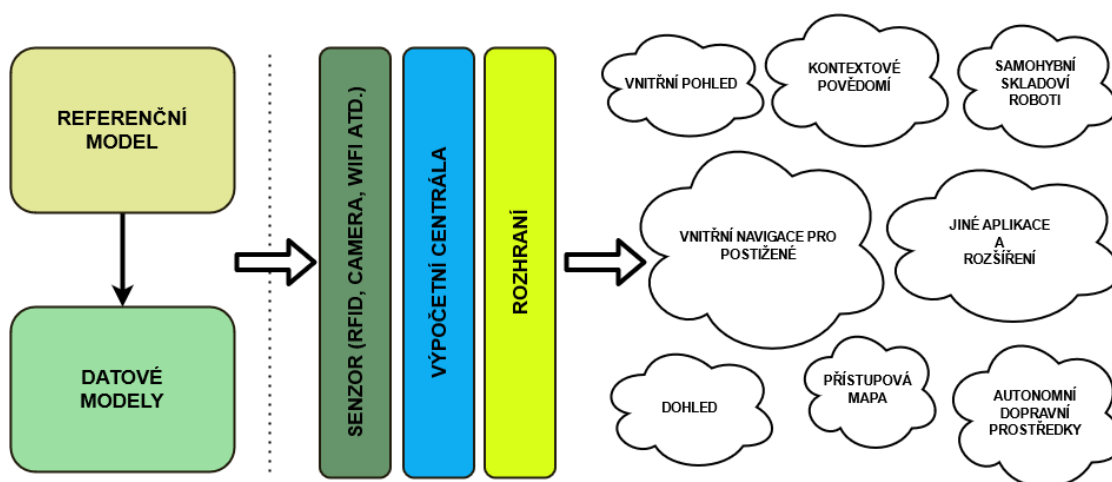 REFERENČNÍ
MODEL
DATOVÉ
MODELY
SENZOR (RFID, CAMERA, WIFI ATD.)
VÝPOČETNÍ CENTRÁLA
ROZHRANÍ
VNITŘNÍ POHLED
KONTEXTOVÉ
POVĚDOMÍ
SAMOHYBNÍ
SKLADOVÍ
ROBOTI
VNITŘNÍ NAVIGACE PRO
POSTIŽENÉ
JINÉ APLIKACE
A
ROZŠÍŘENÍ
DOHLED
PŘÍSTUPOVÁ
MAPA
AUTONOMNÍ
DOPRAVNÍ
PROSTŘEDKY